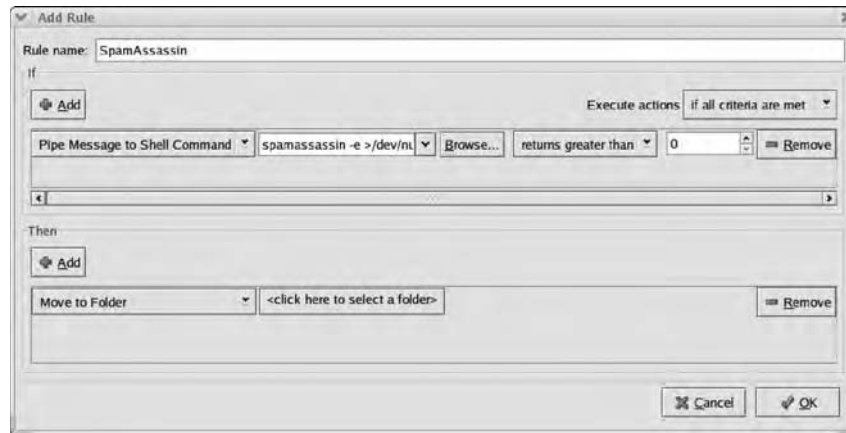 Add Rule
Rule name: SpamAssassin
If
Add
Execute actions if all criteria are met
Pipe Message to Shell Command spamassassin -e >/dev/nu Browse... returns greater than 0 Remove
Then
Add
Move to Folder <click here to select a folder> Remove
Cancel OK